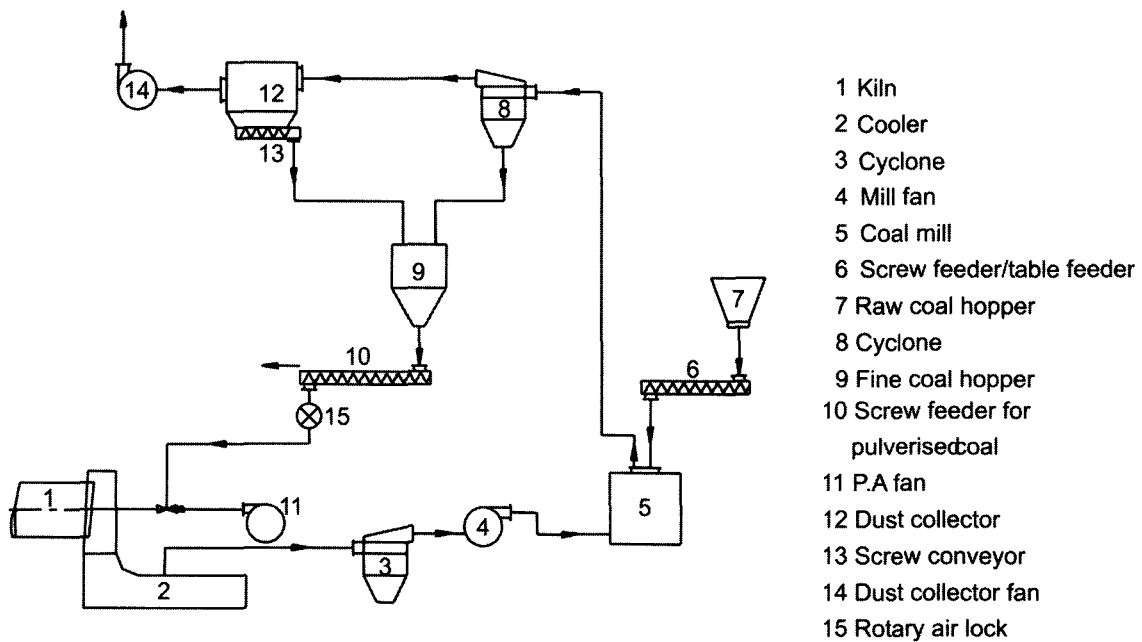 14
12
13
8
9
10
15
7
6
1
11
5
4
3
2
1 Kiln
2 Cooler
3 Cyclone
4 Mill fan
5 Coal mill
6 Screw feeder/table feeder
7 Raw coal hopper
8 Cyclone
9 Fine coal hopper
10 Screw feeder for
pulverisedcoal
11 P.A fan
12 Dust collector
13 Screw conveyor
14 Dust collector fan
15 Rotary air lock